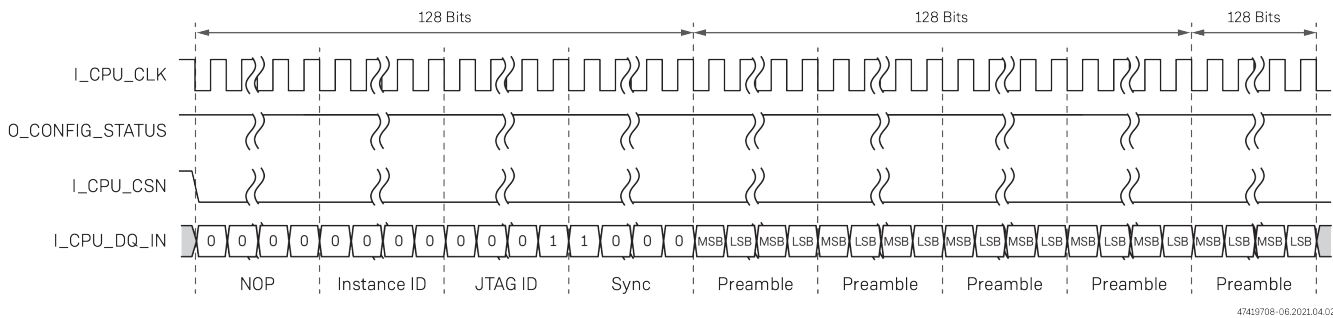 128 Bits 128 Bits 128 Bits
I_CPU_CLK
O_CONFIG_STATUS
I_CPU_CSN
I_CPU_DQ_IN 0 0 0 0 0 0 0 0 0 0 0 1 1 0 0 0 MSB LSB MSB LSB MSB LSB MSB LSB MSB LSB MSB LSB MSB LSB MSB LSB MSB LSB MSB LSB
NOP Instance ID JTAG ID Sync Preamble Preamble Preamble Preamble Preamble
47419708-06.2021.04.02